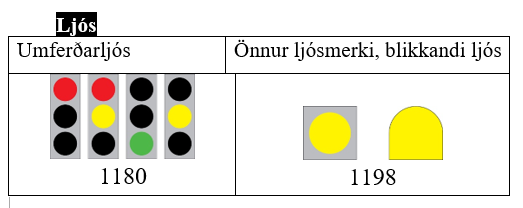 Ljós
Umferðarljós
Önnur ljósmerki, blikkandi ljós
1180
1198